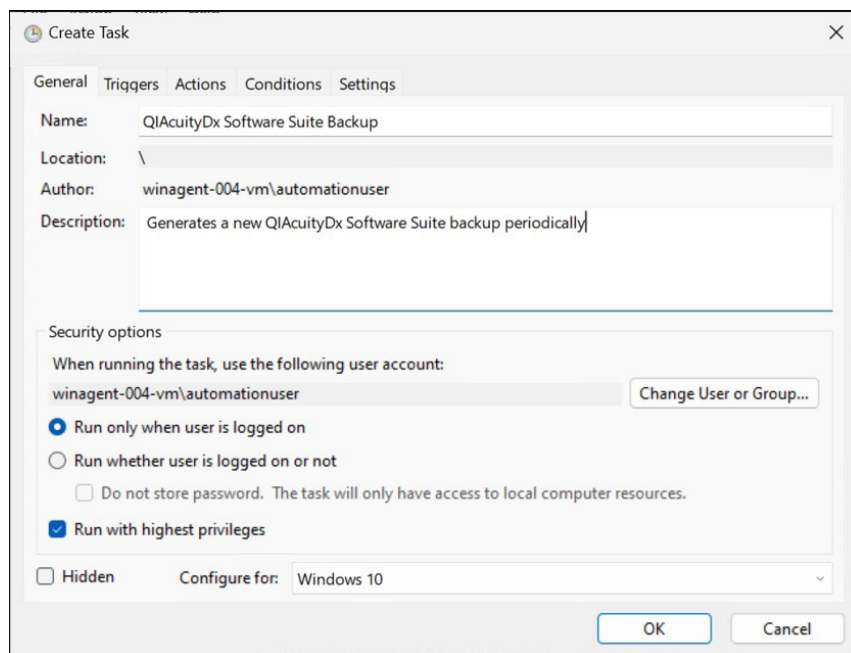 Create Task
General Triggers Actions Conditions Settings
Name: QIAcuityDx Software Suite Backup
Location: \
Author: winagent-004-vm\automationuser
Description: Generates a new QIAcuityDx Software Suite backup periodically
Security options
When running the task, use the following user account:
winagent-004-vm\automationuser Change User or Group...
Run only when user is logged on
Run whether user is logged on or not
Do not store password. The task will only have access to local computer resources.
Run with highest privileges
Hidden Configure for: Windows 10
OK Cancel